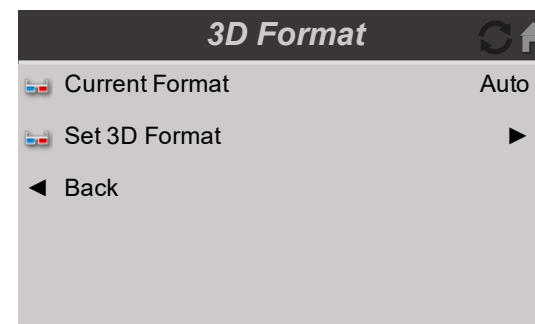 3D Format
Current Format Auto
Set 3D Format ►
◄ Back